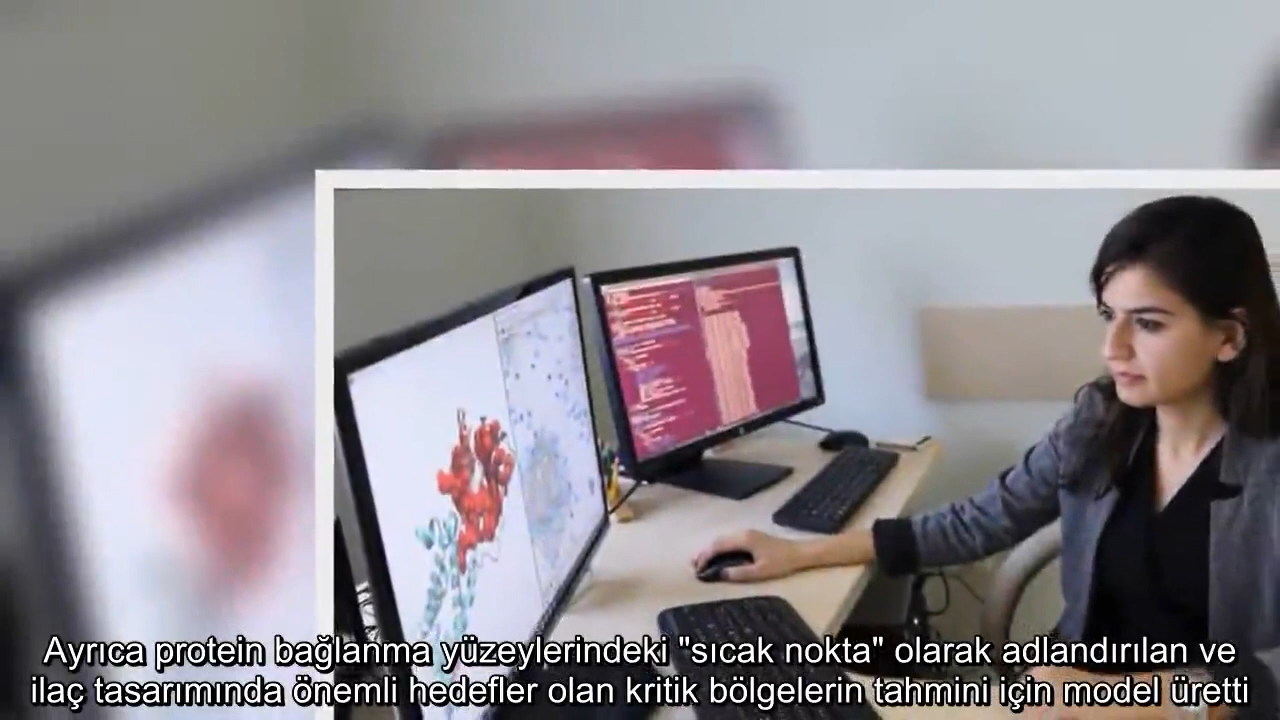 Ayrıca protein bağlanma yüzeylerindeki "sıcak nokta" olarak adlandırılan ve
ilaç tasarımında önemli hedefler olan kritik bölgelerin tahmini için model üretti